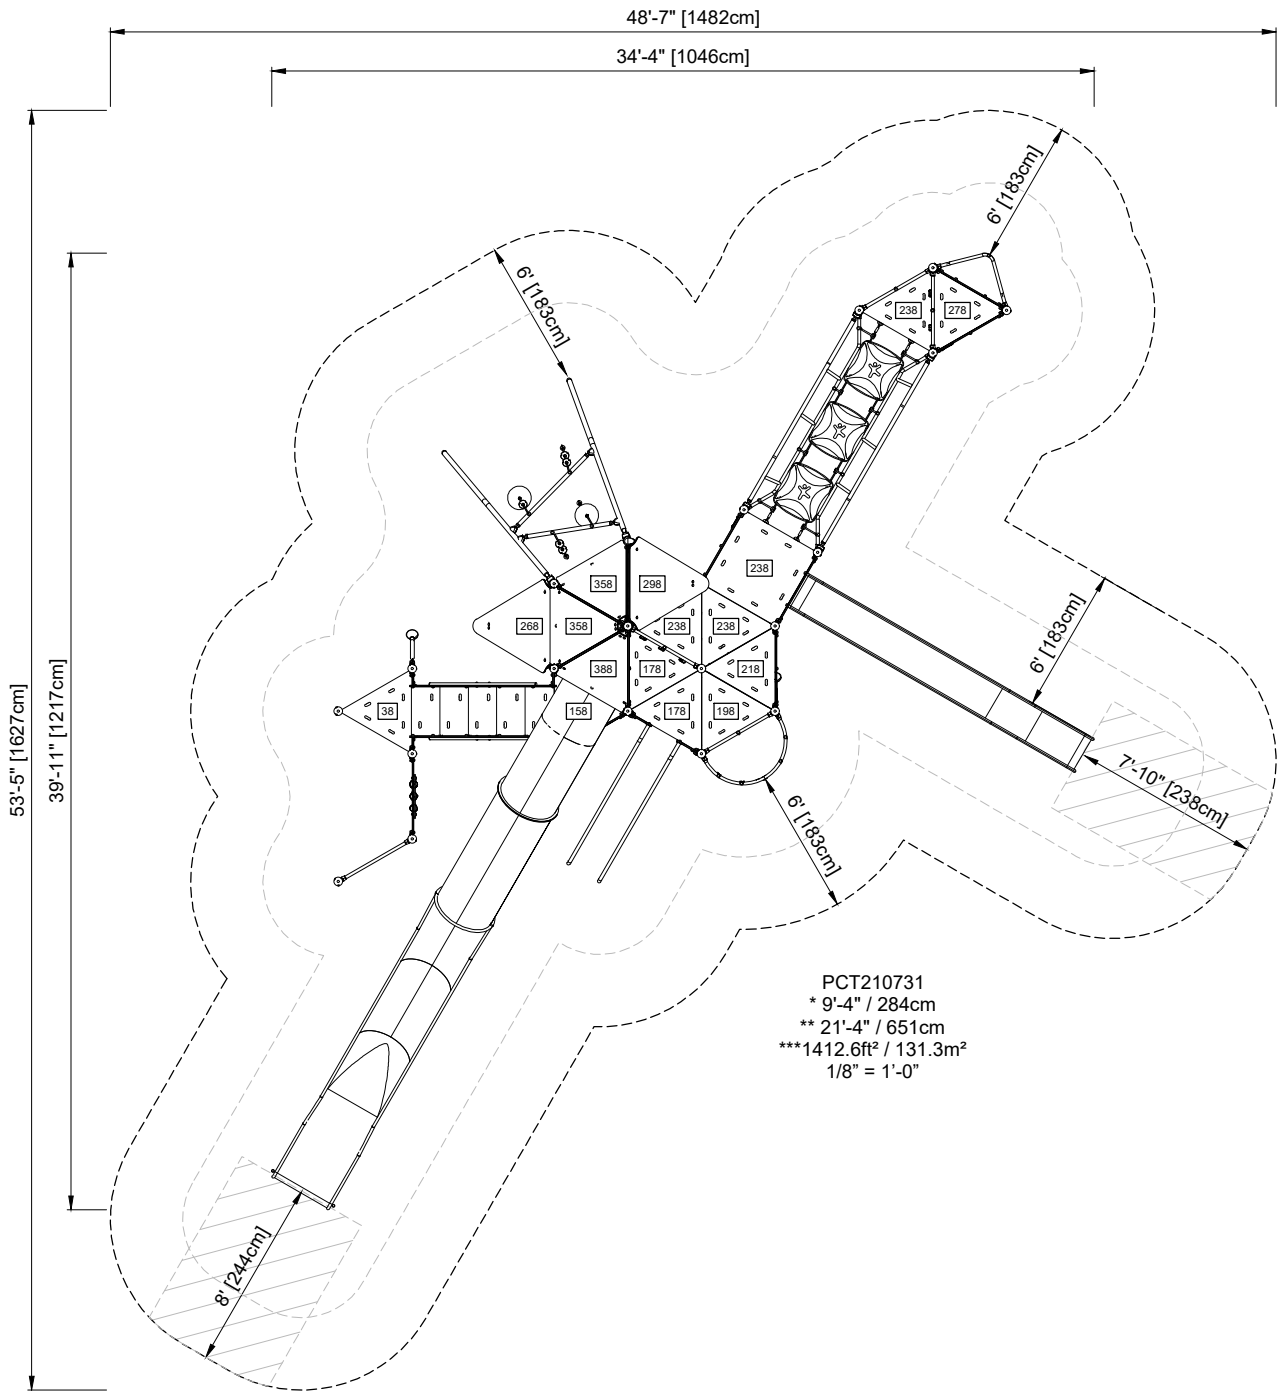 48'-7" [1482cm]
34'-4" [1046cm]
53'-5" [1627cm]
39'-11" [1217cm]
6' [183cm]
6' [183cm]
238
278
238
358
298
268
358
238
238
388
178
218
38
158
178
198
6' [183cm]
7'-10" [238cm]
6' [183cm]
8' [244cm]
PCT210731
* 9'-4" / 284cm
** 21'-4" / 651cm
***1412.6ft² / 131.3m²
1/8” = 1’-0”